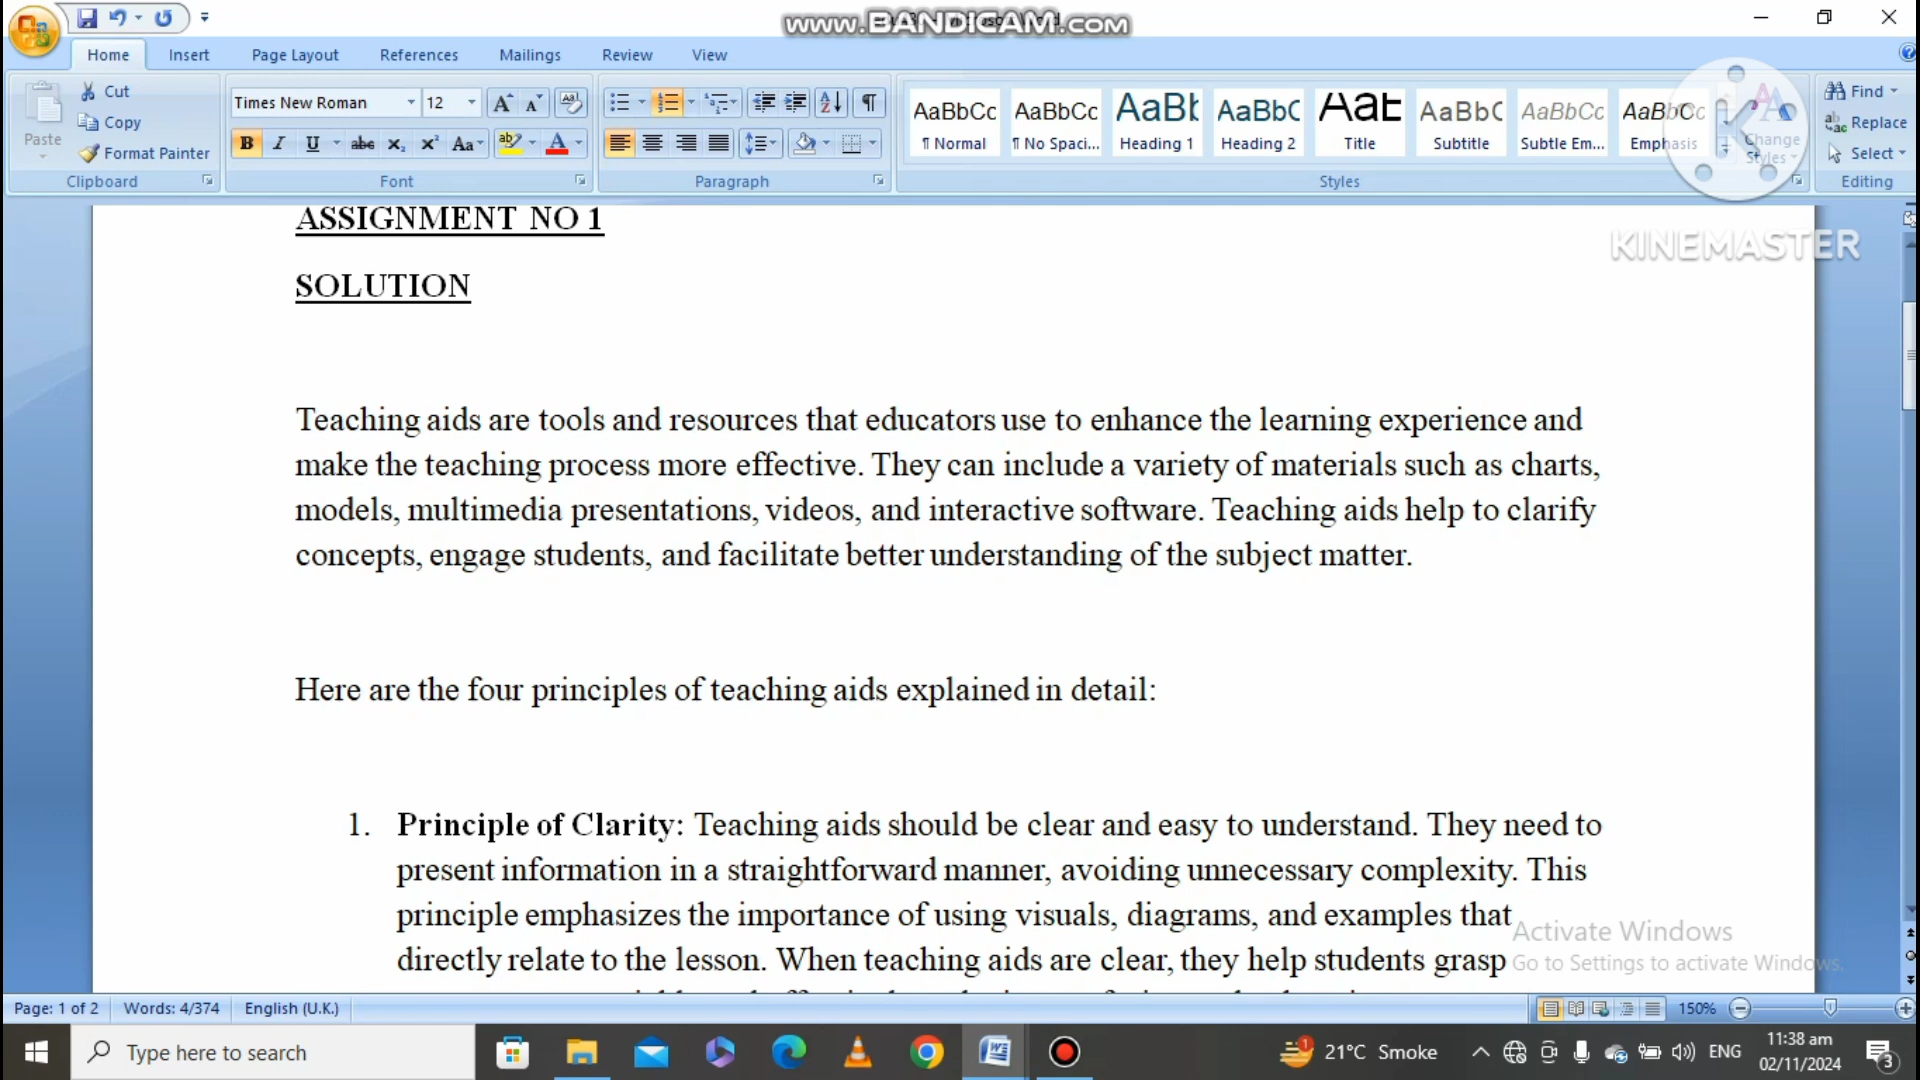 www.BANDICAM.com
Home Insert Page Layout References Mailings Review View
Paste Cut Copy Format Painter Clipboard
Times New Roman 12 Font
Paragraph
AaBbCc AaBbCc AaBb AaBbC AaB AaBbC AaBbCc AaBbCc
¶ Normal ¶ No Spaci... Heading 1 Heading 2 Title Subtitle Subtle Em... Emphasis
Change Styles
Styles
Find Replace Select Editing
KINEMASTER
ASSIGNMENT NO 1
SOLUTION
Teaching aids are tools and resources that educators use to enhance the learning experience and
make the teaching process more effective. They can include a variety of materials such as charts,
models, multimedia presentations, videos, and interactive software. Teaching aids help to clarify
concepts, engage students, and facilitate better understanding of the subject matter.
Here are the four principles of teaching aids explained in detail:
1. Principle of Clarity: Teaching aids should be clear and easy to understand. They need to
present information in a straightforward manner, avoiding unnecessary complexity. This
principle emphasizes the importance of using visuals, diagrams, and examples that
directly relate to the lesson. When teaching aids are clear, they help students grasp
Activate Windows
Go to Settings to activate Windows.
Page: 1 of 2 Words: 4/374 English (U.K.) 150%
Type here to search 21°C Smoke ENG 11:38 am
02/11/2024 3